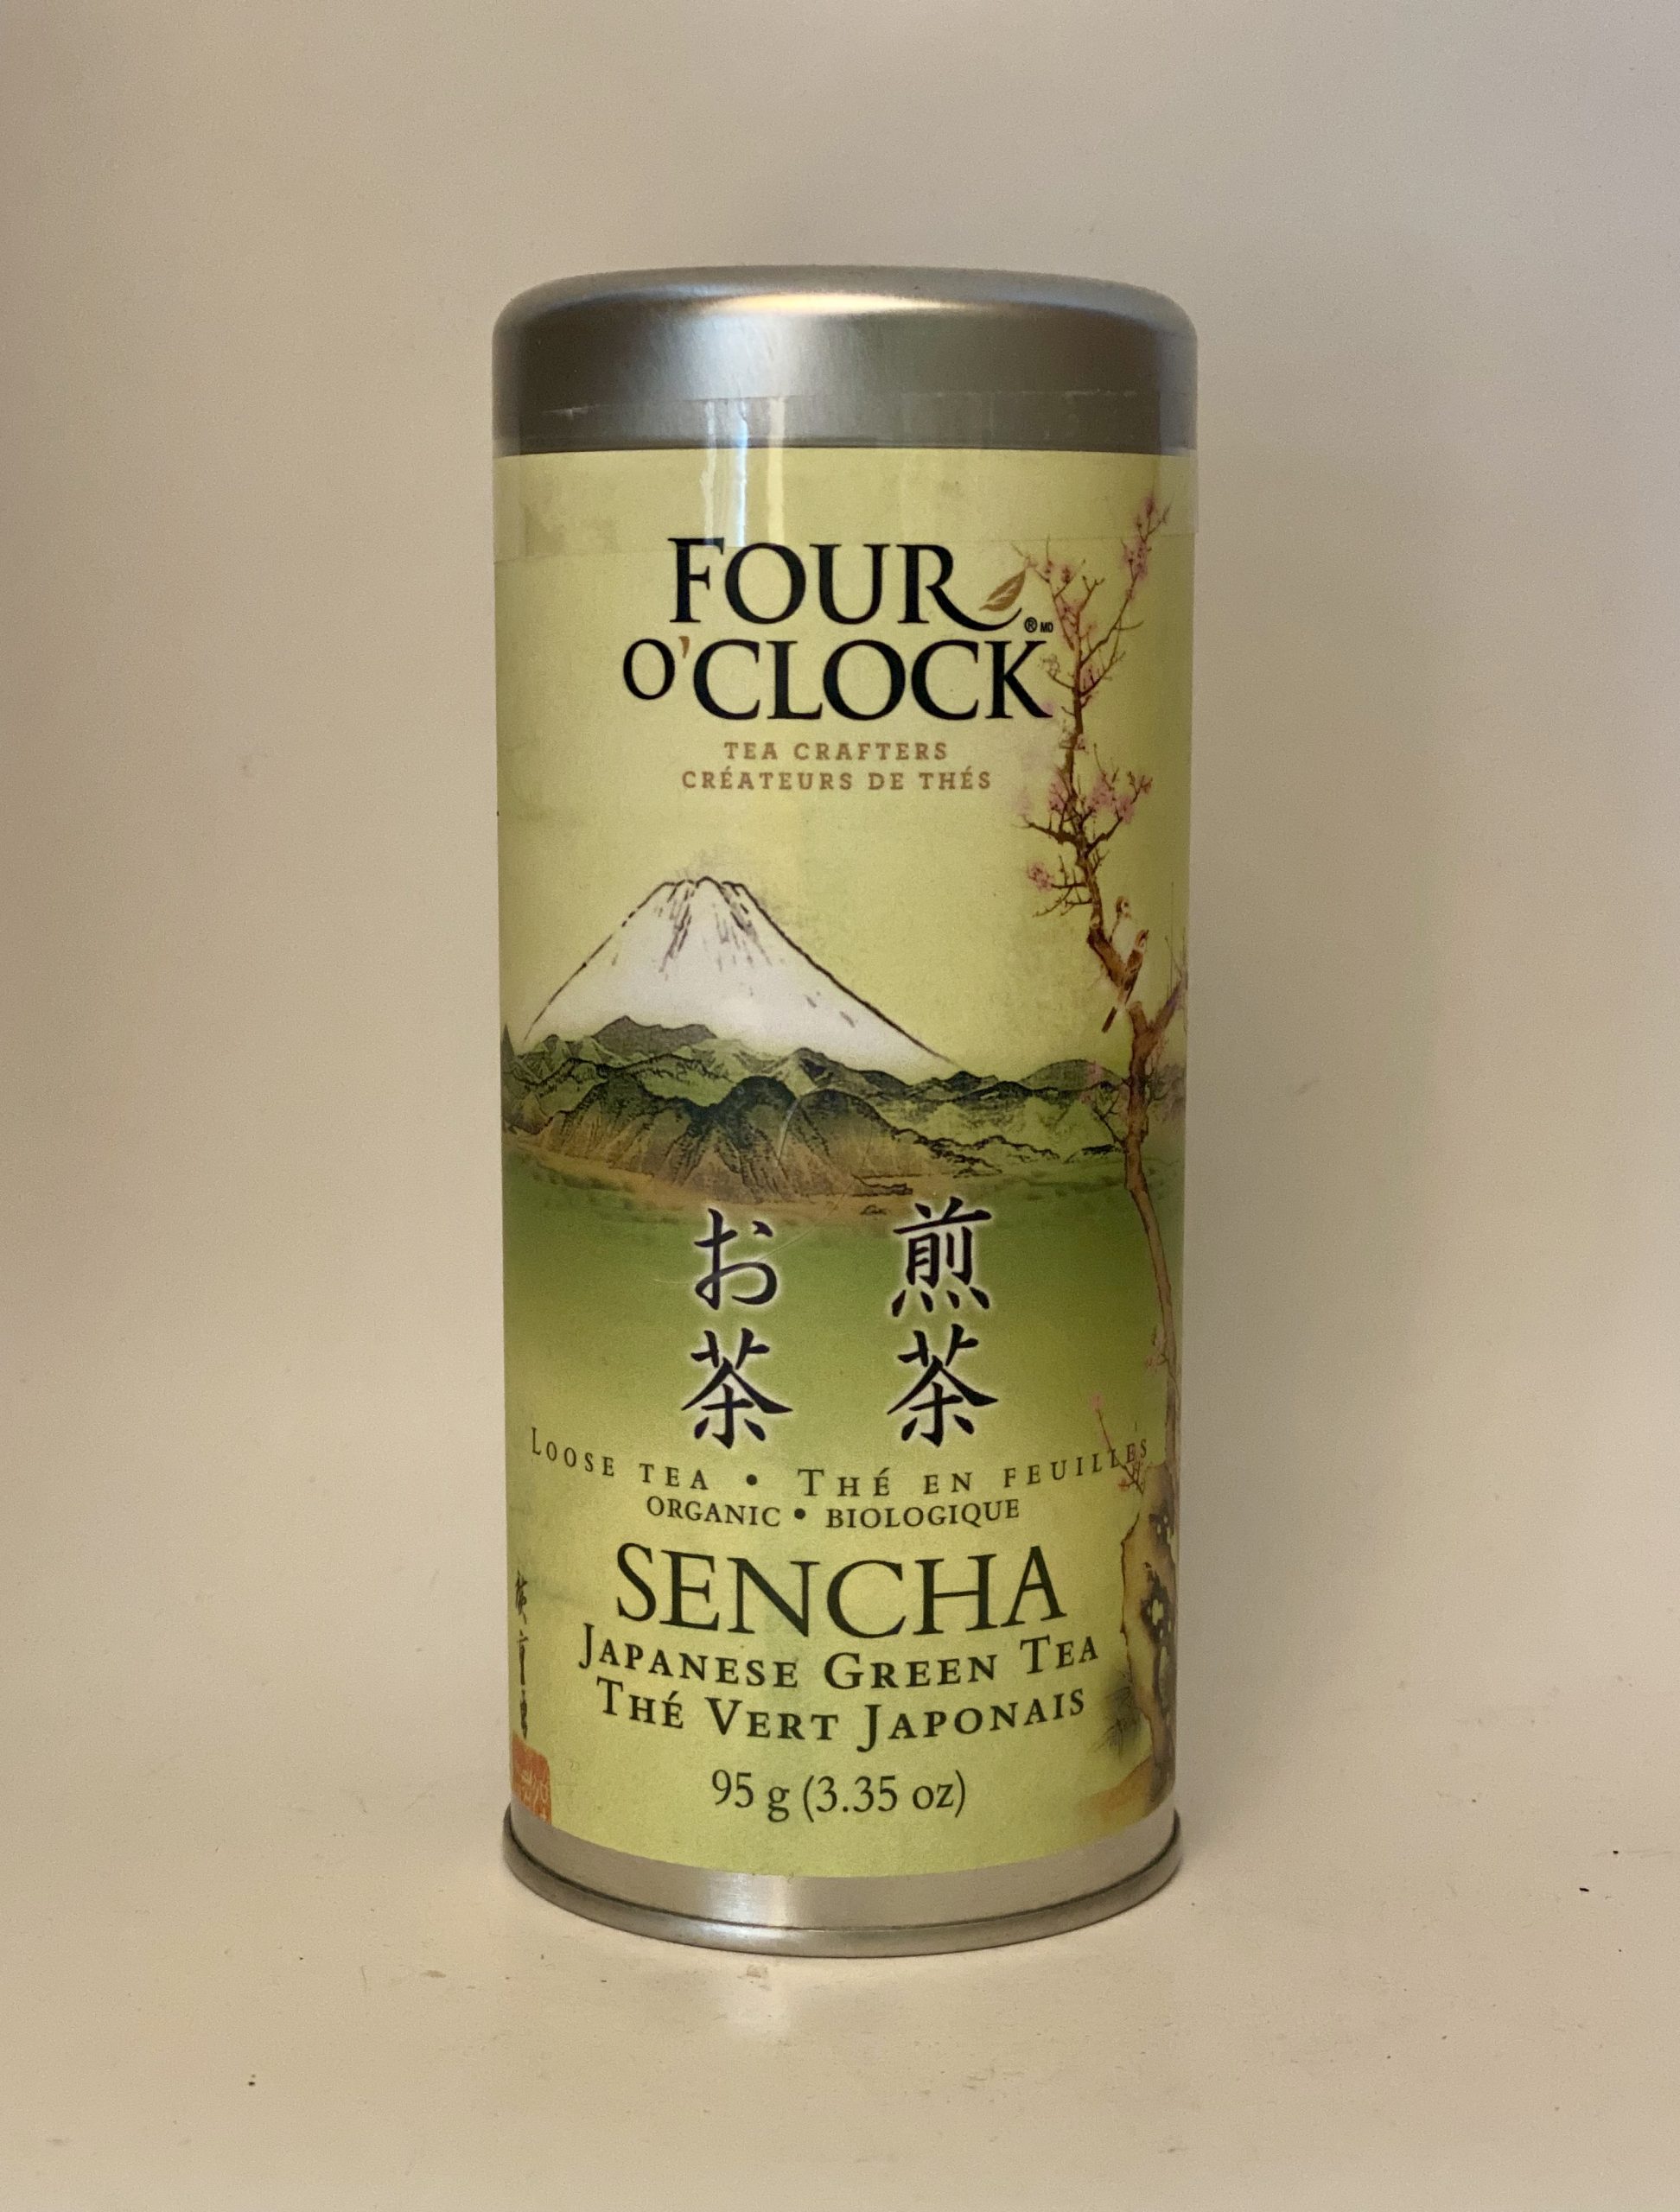 FOUR
O'CLOCK
®MD
TEA CRAFTERS
CRÉATEURS DE THÉS
煎茶
お茶
LOOSE TEA • THÉ EN FEUILLES
ORGANIC • BIOLOGIQUE
SENCHA
JAPANESE GREEN TEA
THÉ VERT JAPONAIS
95 g (3.35 oz)